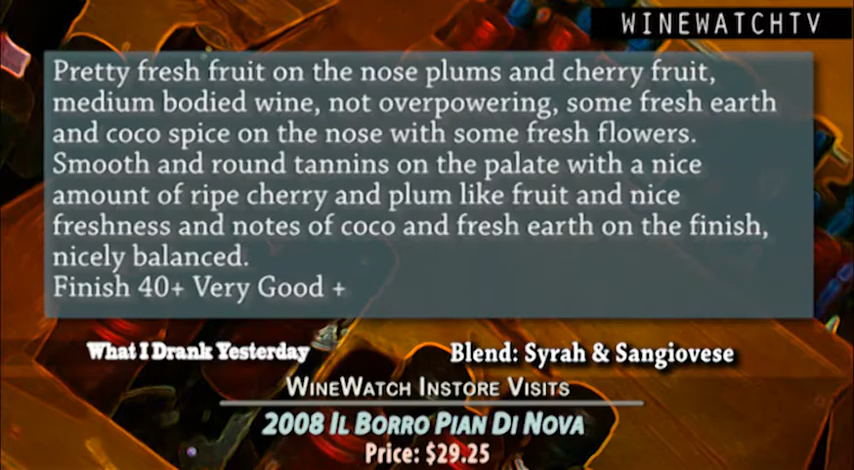 WINEWATCHTV
Pretty fresh fruit on the nose plums and cherry fruit,
medium bodied wine, not overpowering, some fresh earth
and coco spice on the nose with some fresh flowers.
Smooth and round tannins on the palate with a nice
amount of ripe cherry and plum like fruit and nice
freshness and notes of coco and fresh earth on the finish,
nicely balanced.
Finish 40+ Very Good +
What I Drank Yesterday
Blend: Syrah & Sangiovese
WineWatch Instore Visits
2008 Il Borro Pian Di Nova
Price: $29.25